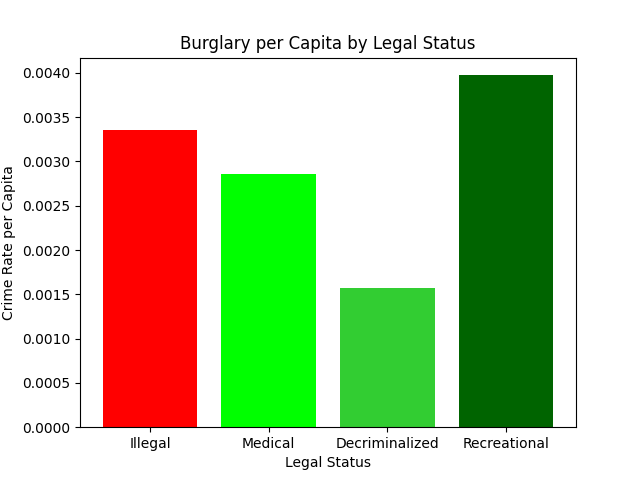 Burglary per Capita by Legal Status
0.0040
0.0035
0.0030
0.0025
0.0020
0.0015
0.0010
0.0005
0.0000
Crime Rate per Capita
Illegal
Medical
Decriminalized
Recreational
Legal Status